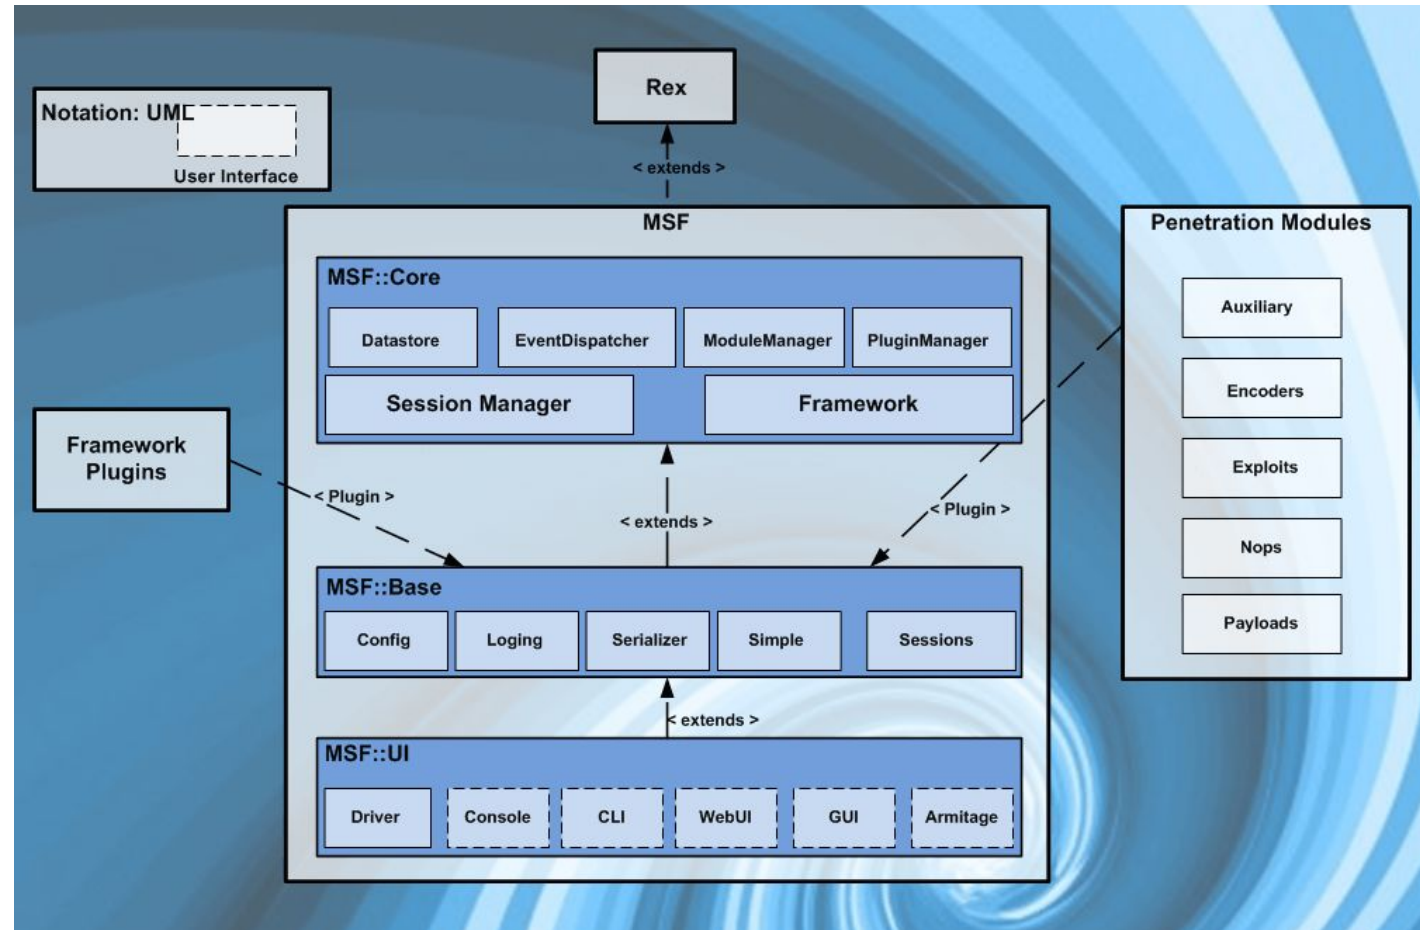 Rex
Notation: UML
User Interface
< extends >
MSF
Penetration Modules
MSF::Core
Datastore
EventDispatcher
ModuleManager
PluginManager
Session Manager
Framework
Auxiliary
Encoders
Exploits
Nops
Payloads
Framework
Plugins
< Plugin >
< extends >
< Plugin >
MSF::Base
Config
Loging
Serializer
Simple
Sessions
< extends >
MSF::UI
Driver
Console
CLI
WebUI
GUI
Armitage